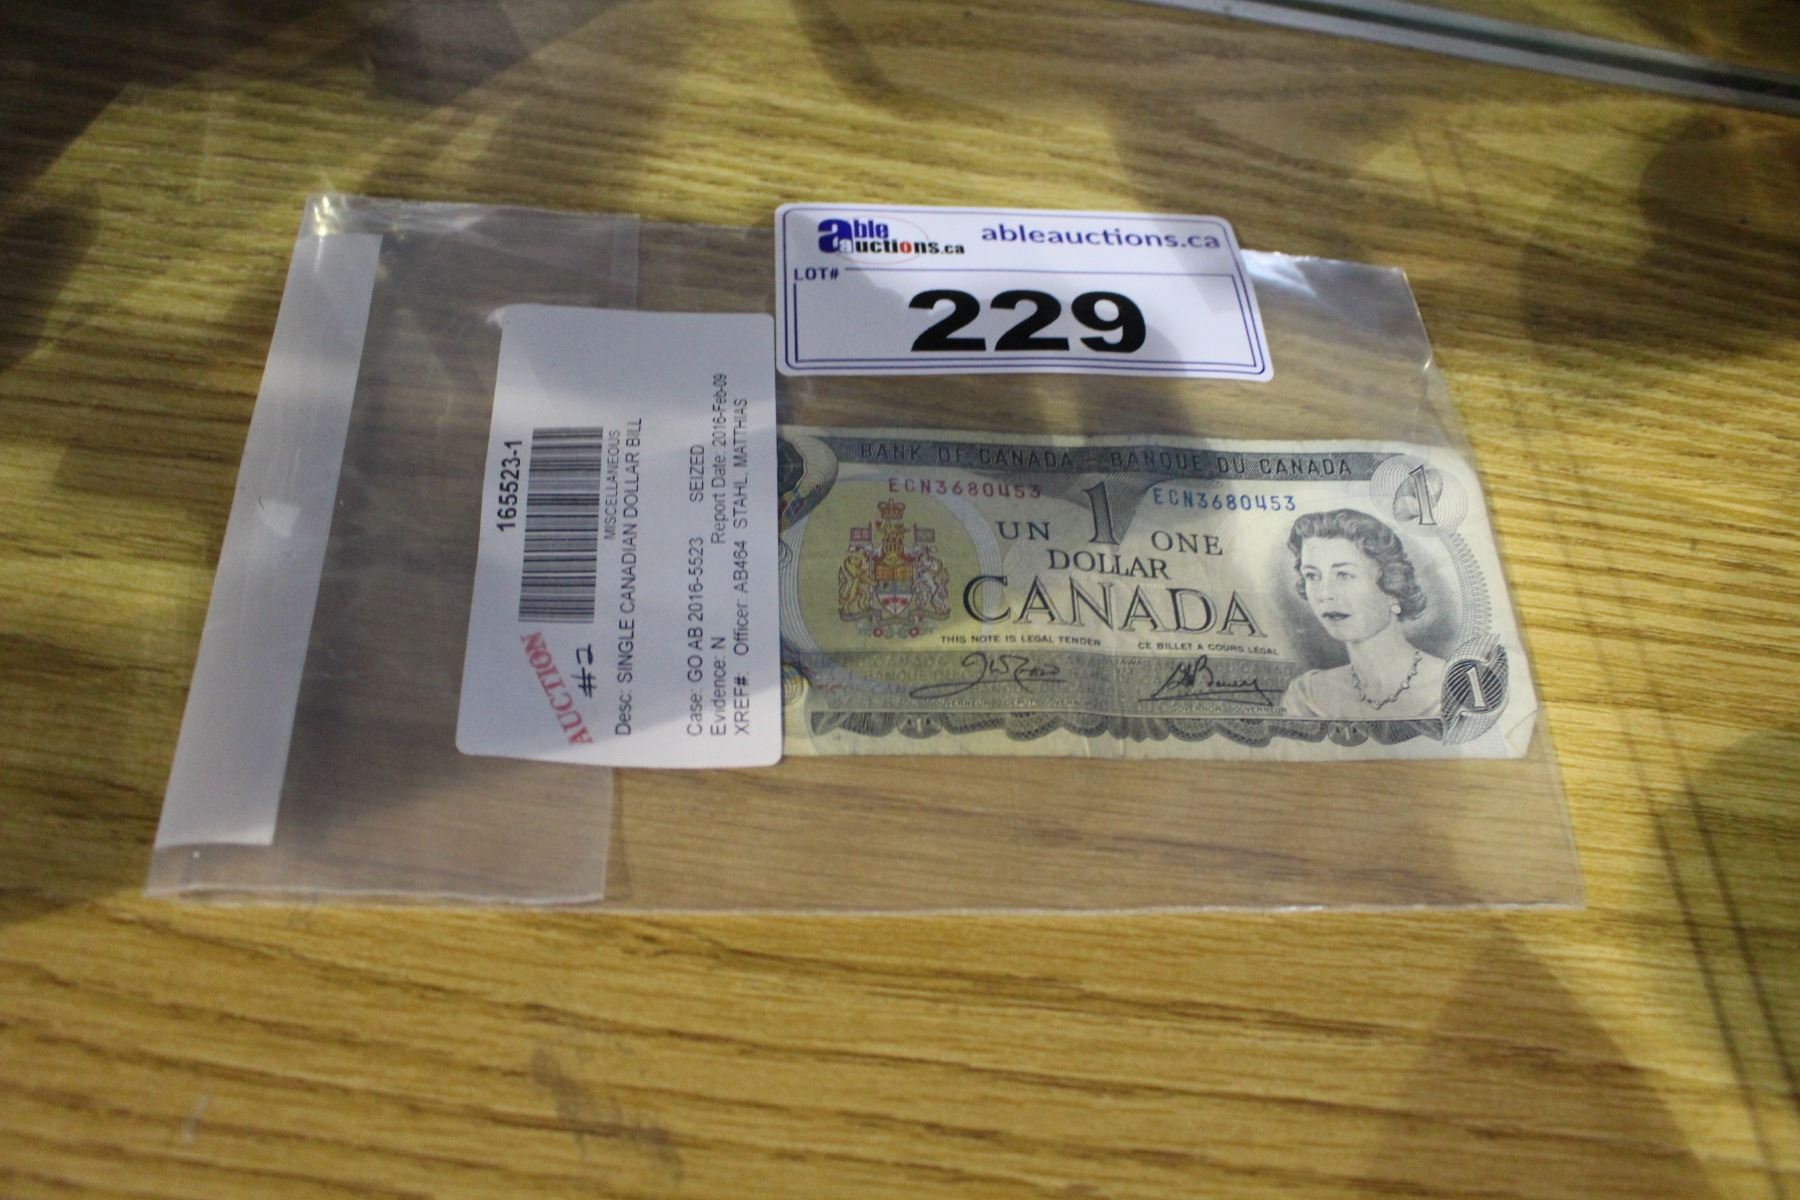 able auctions.ca
ableauctions.ca
LOT#
229
165523-1
MISCELLANEOUS
Desc: SINGLE CANADIAN DOLLAR BILL
Case: GO AB 2016-5523 SEIZED
Evidence: N Report Date: 2016-Feb-09
XREF#: Officer: AB464 STAHL, MATTHIAS
AUCTION
#2
BANK OF CANADA - BANQUE DU CANADA
ECN3680453
ECN3680453
1
1
UN DOLLAR
ONE DOLLAR
CANADA
THIS NOTE IS LEGAL TENDER
CE BILLET A COURS LEGAL
GOVERNOR-GOUVERNEUR
1